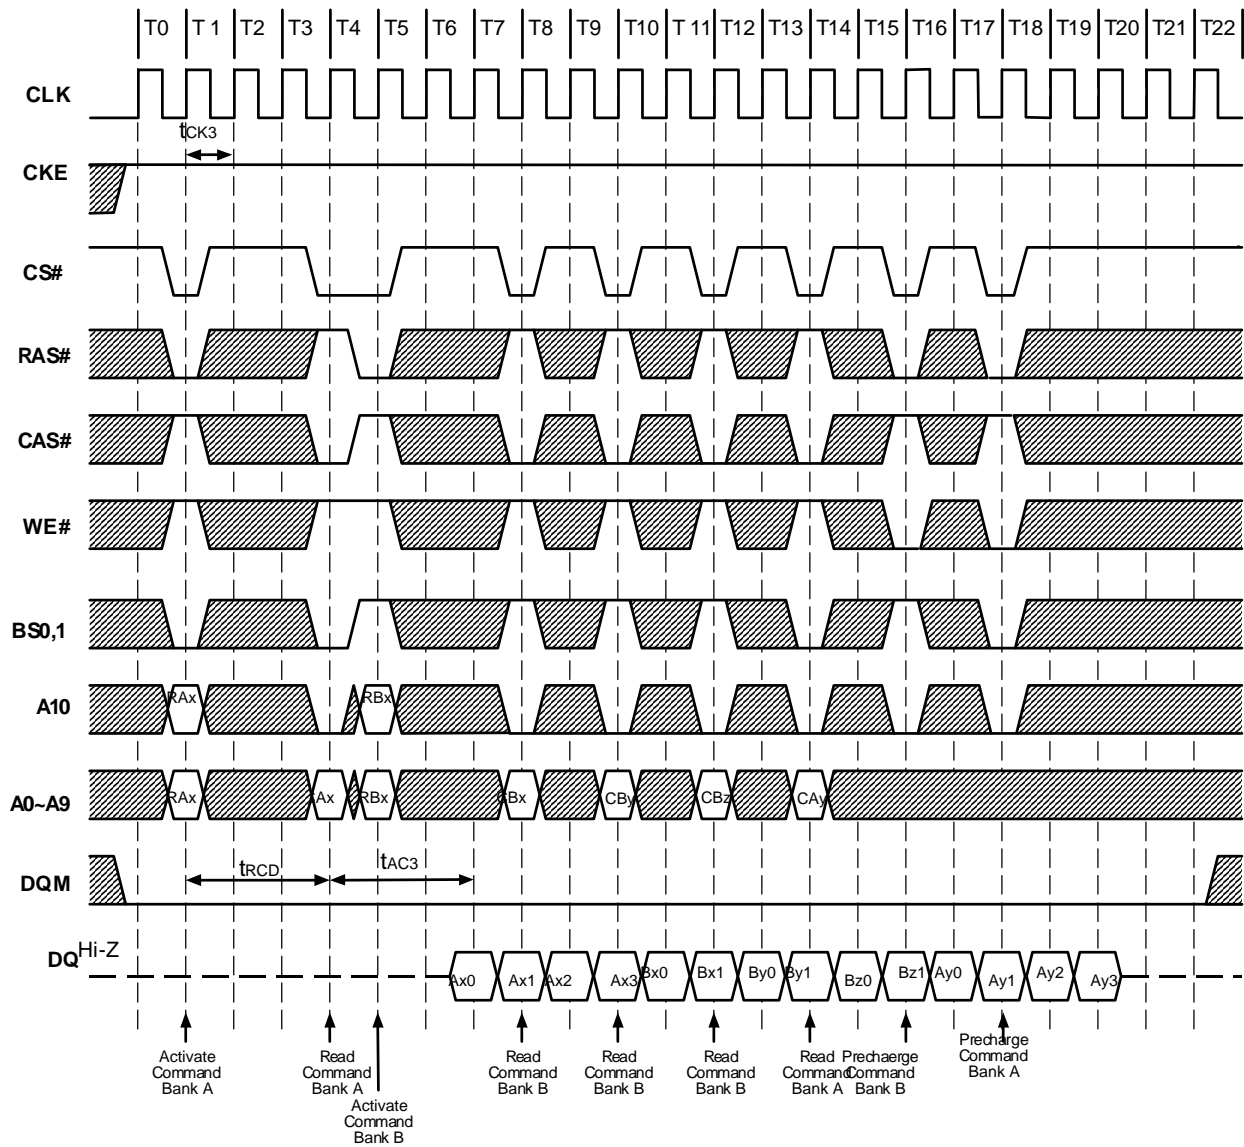 T0 T 1 T2 T3 T4 T5 T6 T7 T8 T9 T10 T 11 T12 T13 T14 T15 T16 T17 T18 T19 T20 T21 T22
CLK
tCK3
CKE
CS#
RAS#
CAS#
WE#
BS0,1
A10 RAx RBx
A0~A9 RAx CAx RBx CBx CBy CBz CAy
DQM tRCD tAC3
Hi-Z
DQ Ax0 Ax1 Ax2 Ax3 Bx0 Bx1 By0 By1 Bz0 Bz1 Ay0 Ay1 Ay2 Ay3
Activate
Command
Bank A
Read
Command
Bank A
Activate
Command
Bank B
Read
Command
Bank B
Read
Command
Bank B
Read
Command
Bank B
Read
Command
Bank A
Prechaerge
Command
Bank B
Precharge
Command
Bank A